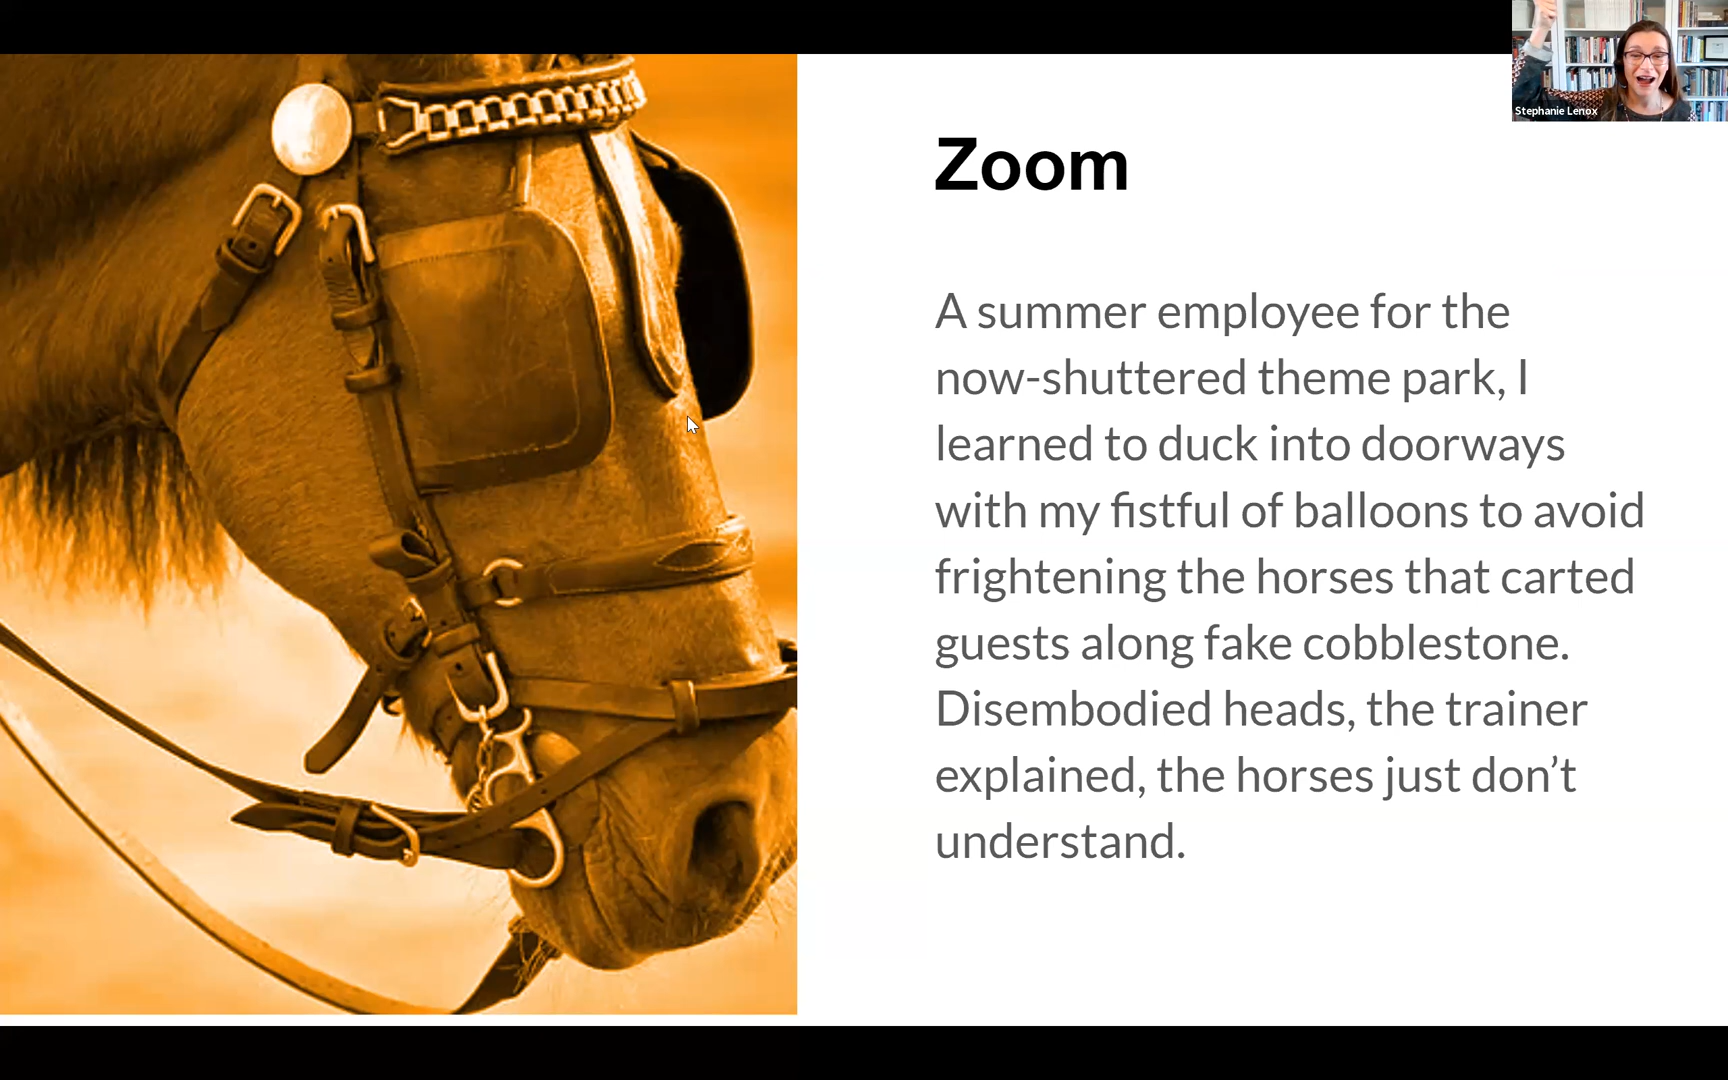 Stephanie Lenox
Zoom
A summer employee for the
now-shuttered theme park, I
learned to duck into doorways
with my fistful of balloons to avoid
frightening the horses that carted
guests along fake cobblestone.
Disembodied heads, the trainer
explained, the horses just don’t
understand.